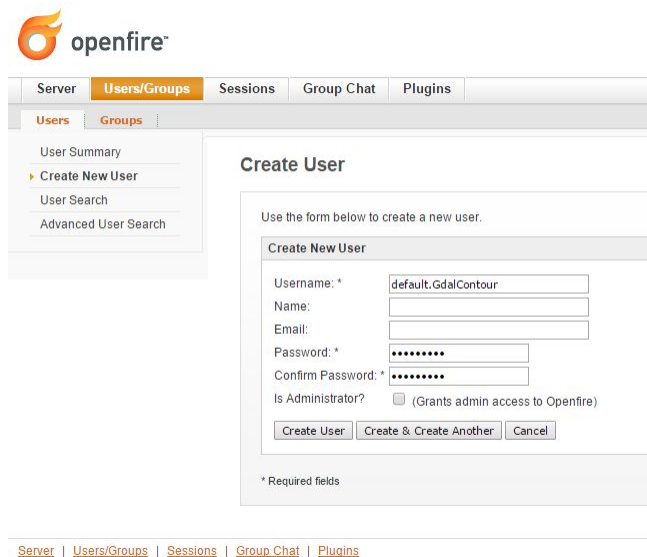 openfire™
Server Users/Groups Sessions Group Chat Plugins
Users Groups
User Summary
Create New User
User Search
Advanced User Search
Create User
Use the form below to create a new user.
Create New User
Username: * default.GdalContour
Name:
Email:
Password: * •••••••••
Confirm Password: * •••••••••
Is Administrator? (Grants admin access to Openfire)
Create User Create & Create Another Cancel
* Required fields
Server | Users/Groups | Sessions | Group Chat | Plugins